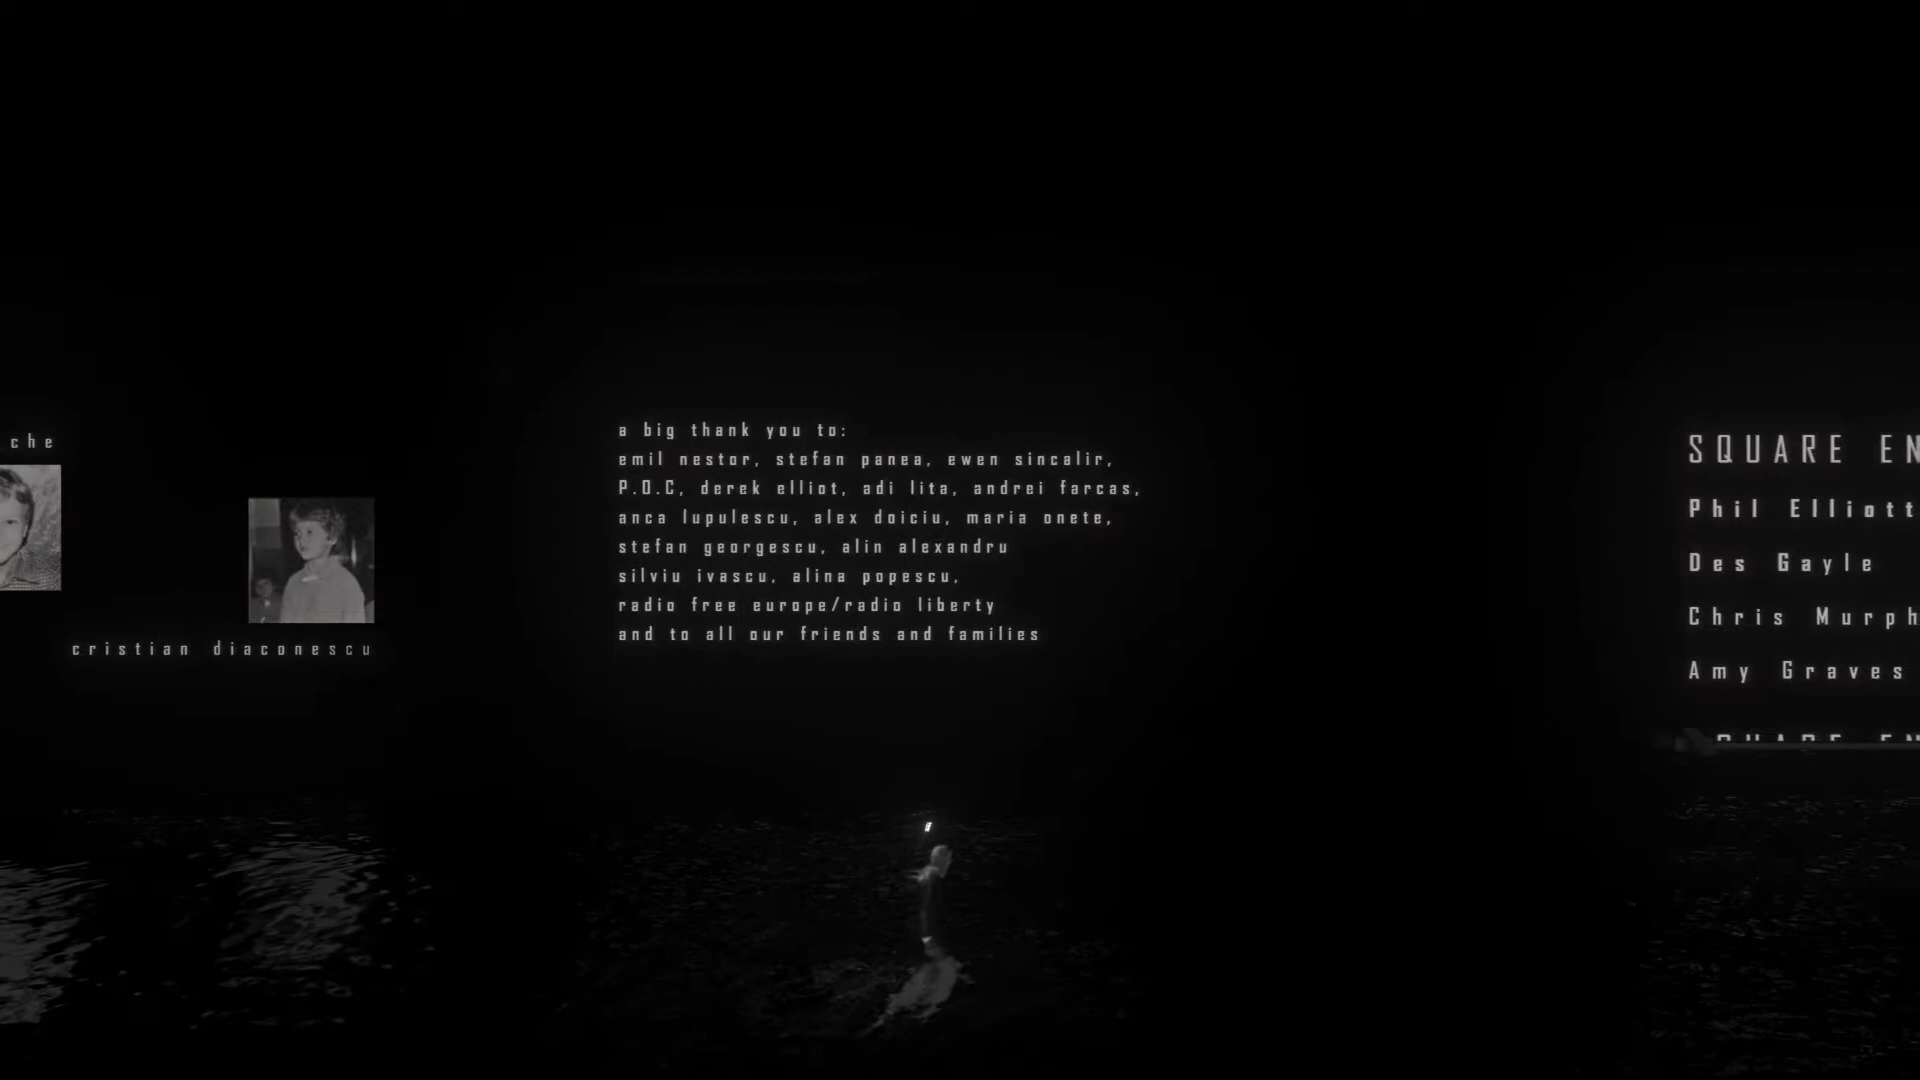 che
cristian diaconescu
a big thank you to:
emil nestor, stefan panea, ewen sincalir,
P.O.C, derek elliot, adi lita, andrei farcas,
anca lupulescu, alex doiciu, maria onete,
stefan georgescu, alin alexandru
silviu ivascu, alina popescu,
radio free europe/radio liberty
and to all our friends and families
SQUARE EN
Phil Elliott
Des Gayle
Chris Murph
Amy Graves
SQUARE EN